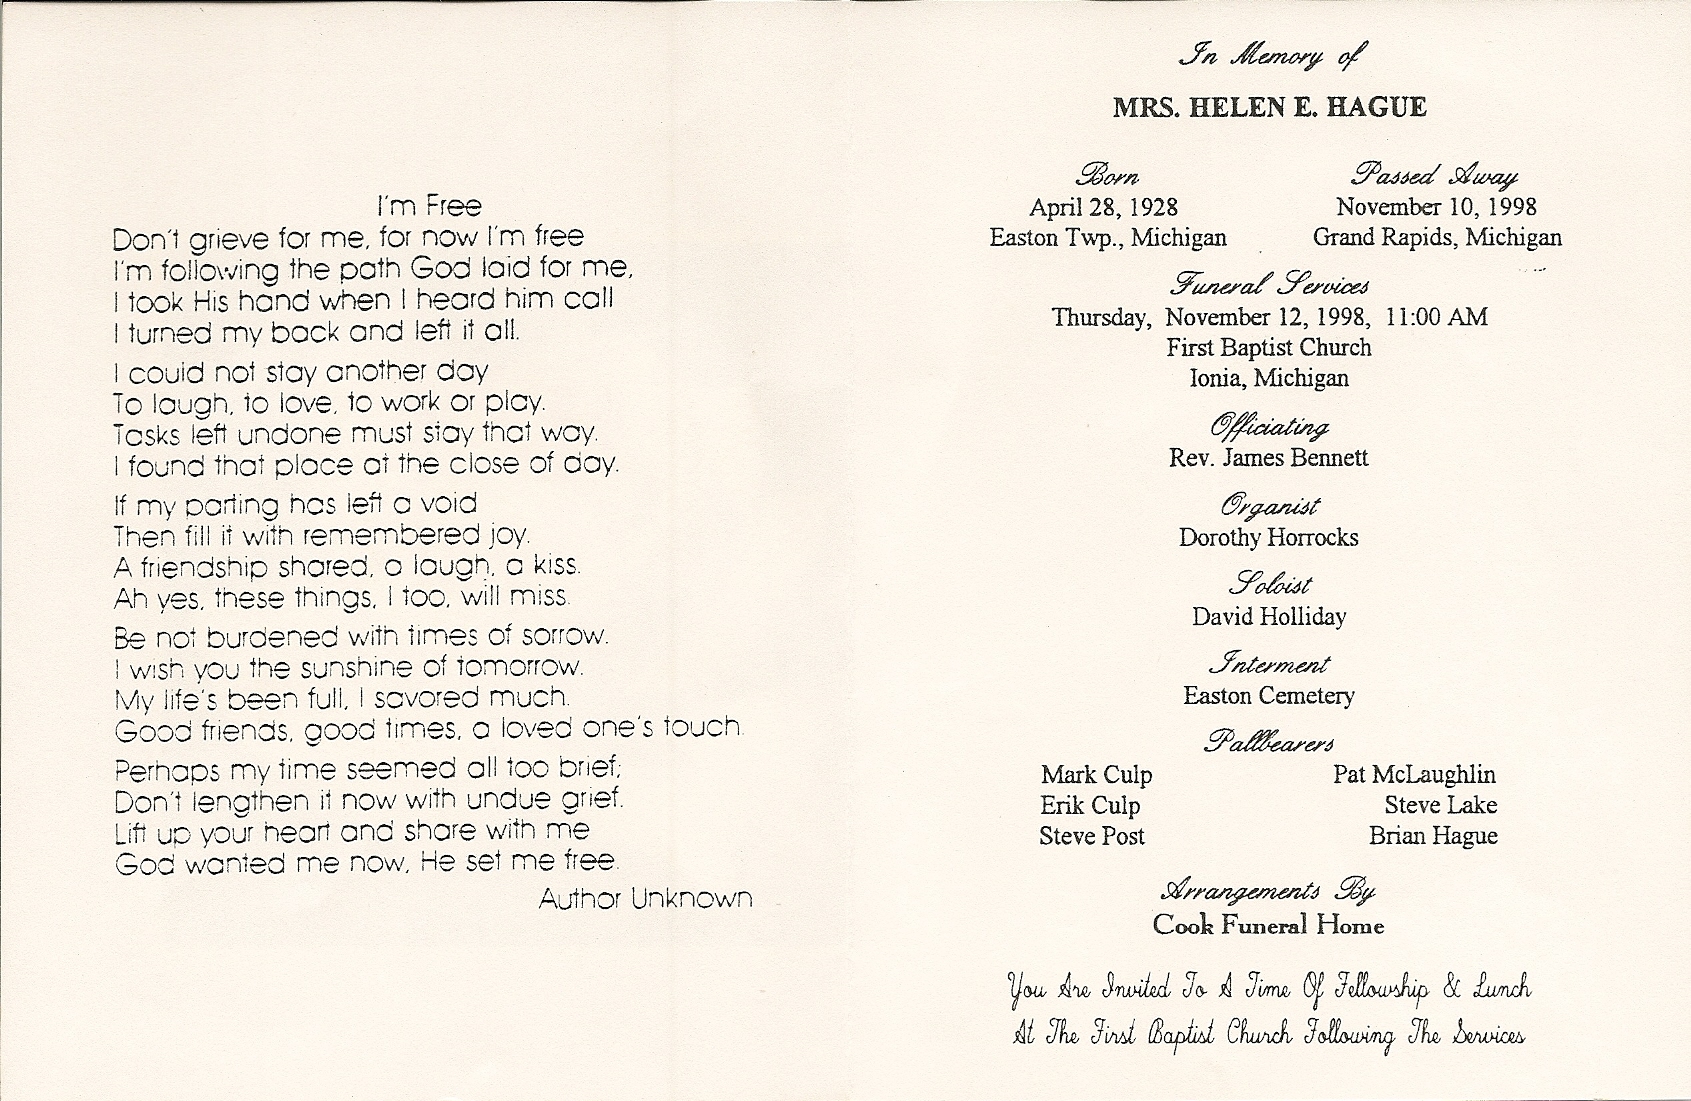 I'm Free
Don't grieve for me, for now I'm free
I'm following the path God laid for me,
I took His hand when I heard him call
I turned my back and left it all.
I could not stay another day
To laugh, to love, to work or play.
Tasks left undone must stay that way.
I found that place at the close of day.
If my parting has left a void
Then fill it with remembered joy.
A friendship shared, a laugh, a kiss.
Ah yes, these things, I too, will miss.
Be not burdened with times of sorrow.
I wish you the sunshine of tomorrow.
My life's been full, I savored much.
Good friends, good times, a loved one's touch.
Perhaps my time seemed all too brief;
Don't lengthen it now with undue grief.
Lift up your heart and share with me
God wanted me now, He set me free.
Author Unknown
In Memory of
MRS. HELEN E. HAGUE
Born Passed Away
April 28, 1928 November 10, 1998
Easton Twp., Michigan Grand Rapids, Michigan
Funeral Services
Thursday, November 12, 1998, 11:00 AM
First Baptist Church
Ionia, Michigan
Officiating
Rev. James Bennett
Organist
Dorothy Horrocks
Soloist
David Holliday
Interment
Easton Cemetery
Pallbearers
Mark Culp Pat McLaughlin
Erik Culp Steve Lake
Steve Post Brian Hague
Arrangements By
Cook Funeral Home
You Are Invited To A Time Of Fellowship & Lunch
At The First Baptist Church Following The Services